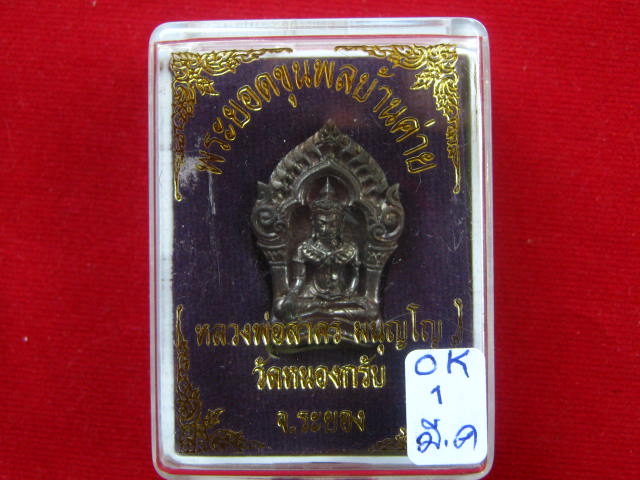 พระยอดขุนพลบ้านค่าย
หลวงพ่อสาคร มนุญโญ
วัดหนองกรับ
จ.ระยอง
OK
1
มี.ค